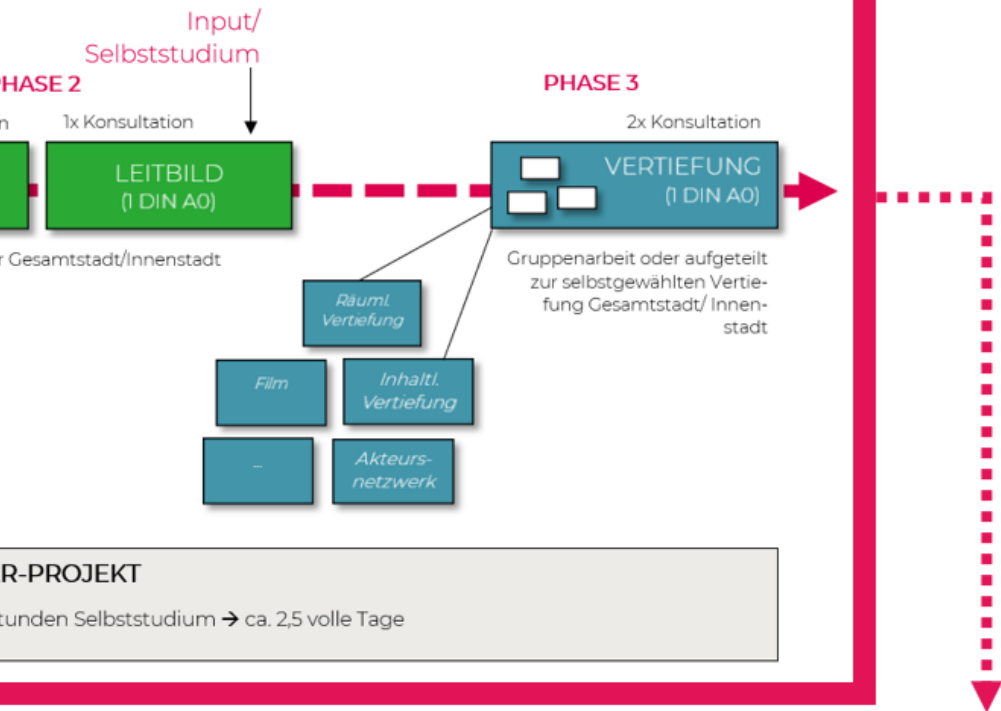 Input/
Selbststudium
PHASE 2
PHASE 3
n
1x Konsultation
2x Konsultation
LEITBILD
(1 DIN A0)
VERTIEFUNG
(1 DIN A0)
r Gesamtstadt/Innenstadt
Gruppenarbeit oder aufgeteilt
zur selbstgewählten Vertie-
fung Gesamtstadt/ Innen-
stadt
Räuml.
Vertiefung
Film
Inhaltl.
Vertiefung
...
Akteurs-
netzwerk
R-PROJEKT
tunden Selbststudium → ca. 2,5 volle Tage